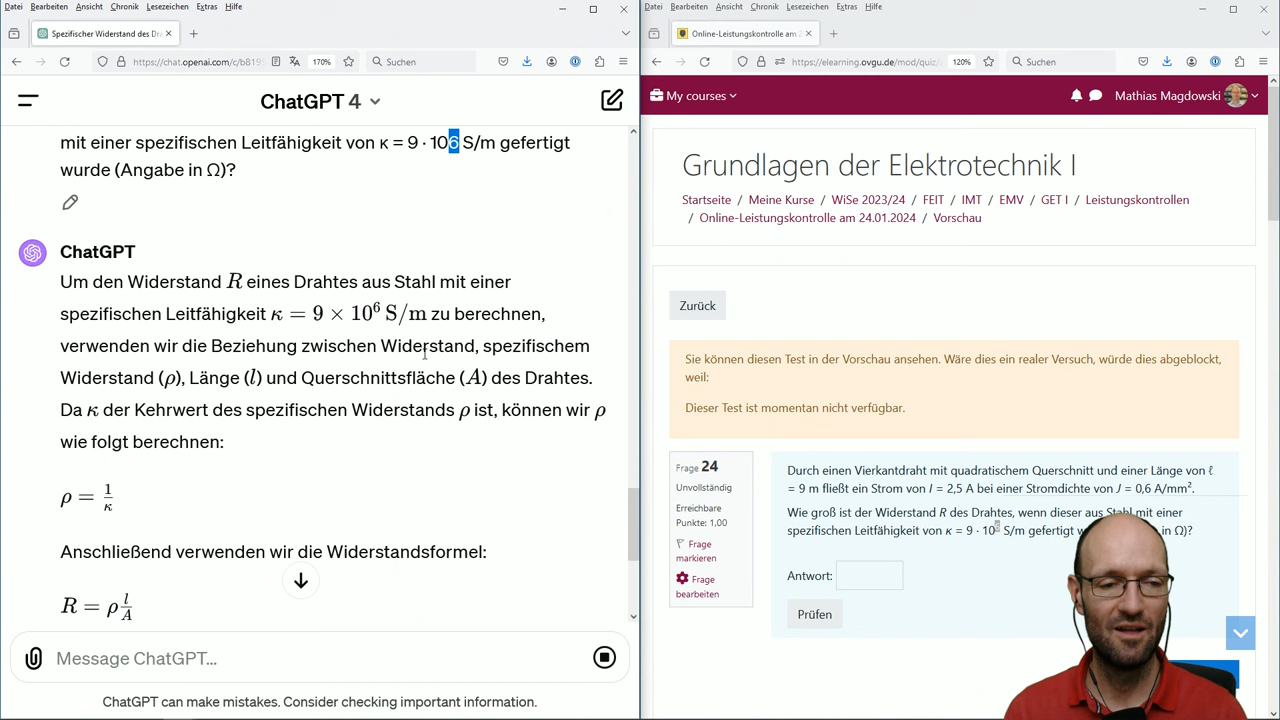 Datei Bearbeiten Ansicht Chronik Lesezeichen Extras Hilfe
Spezifischer Widerstand des Dra
https://chat.openai.com/c/b819
170%
Suchen
ChatGPT 4
mit einer spezifischen Leitfähigkeit von κ = 9 · 106 S/m gefertigt
wurde (Angabe in Ω)?
ChatGPT
Um den Widerstand R eines Drahtes aus Stahl mit einer
spezifischen Leitfähigkeit κ = 9 × 10⁶ S/m zu berechnen,
verwenden wir die Beziehung zwischen Widerstand, spezifischem
Widerstand (ρ), Länge (l) und Querschnittsfläche (A) des Drahtes.
Da κ der Kehrwert des spezifischen Widerstands ρ ist, können wir ρ
wie folgt berechnen:
ρ = 1/κ
Anschließend verwenden wir die Widerstandsformel:
R = ρ l/A
Message ChatGPT...
ChatGPT can make mistakes. Consider checking important information.
Datei Bearbeiten Ansicht Chronik Lesezeichen Extras Hilfe
Online-Leistungskontrolle am 2
https://elearning.ovgu.de/mod/quiz/
120%
Suchen
My courses
Mathias Magdowski
Grundlagen der Elektrotechnik I
Startseite / Meine Kurse / WiSe 2023/24 / FEIT / IMT / EMV / GET I / Leistungskontrollen
/ Online-Leistungskontrolle am 24.01.2024 / Vorschau
Zurück
Sie können diesen Test in der Vorschau ansehen. Wäre dies ein realer Versuch, würde dies abgeblockt,
weil:
Dieser Test ist momentan nicht verfügbar.
Frage 24
Unvollständig
Erreichbare
Punkte: 1,00
Frage
markieren
Frage
bearbeiten
Durch einen Vierkantdraht mit quadratischem Querschnitt und einer Länge von ℓ
= 9 m fließt ein Strom von I = 2,5 A bei einer Stromdichte von J = 0,6 A/mm².
Wie groß ist der Widerstand R des Drahtes, wenn dieser aus Stahl mit einer
spezifischen Leitfähigkeit von κ = 9 · 10⁶ S/m gefertigt in Ω)?
Antwort:
Prüfen